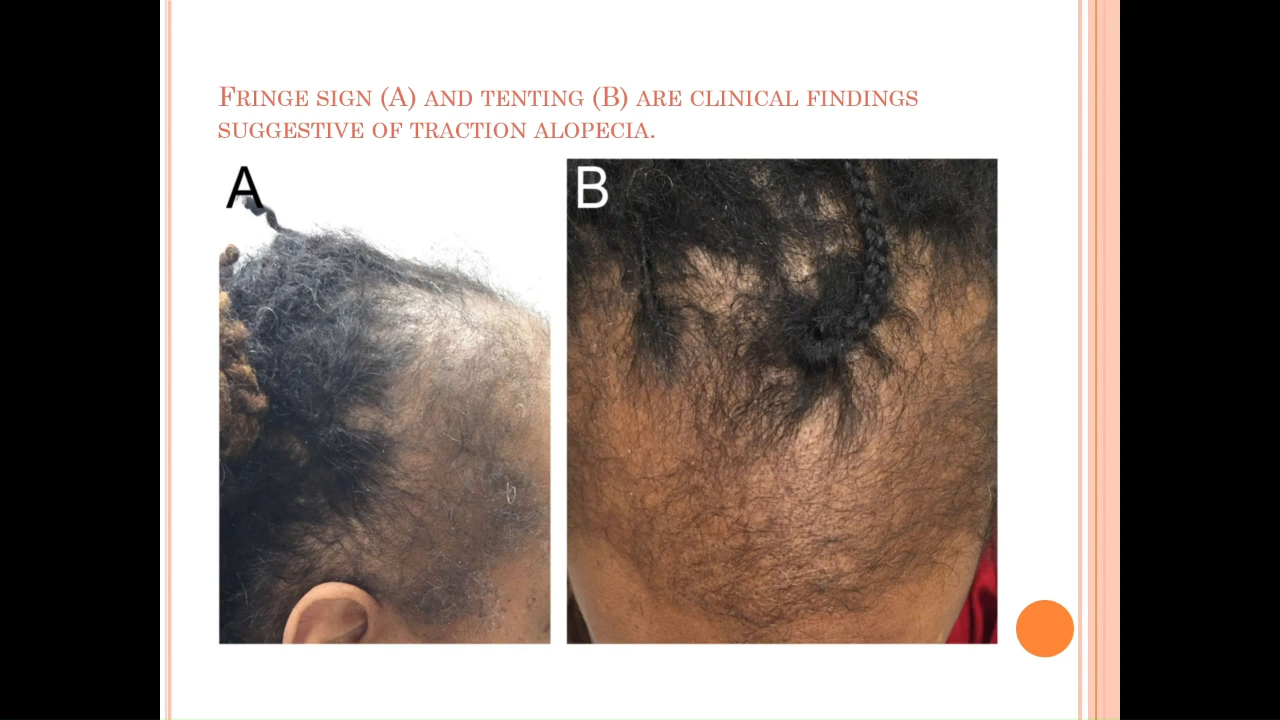 Fringe sign (A) and tenting (B) are clinical findings
suggestive of traction alopecia.
A
B